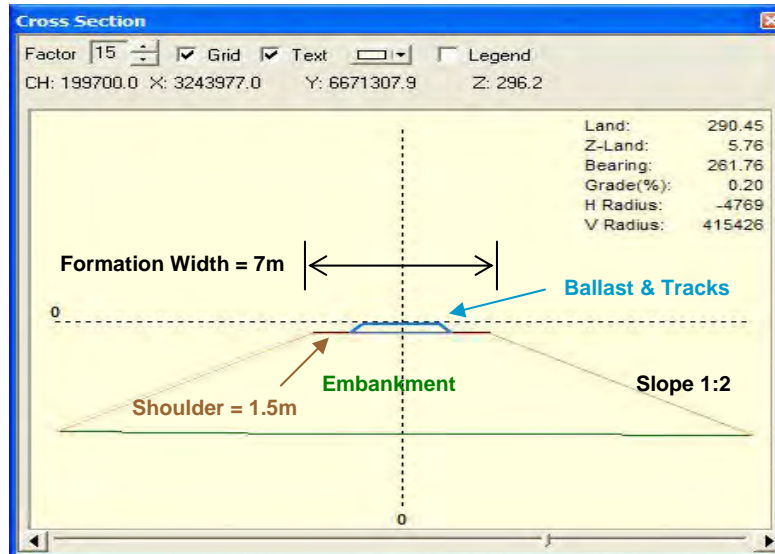 Cross Section
Factor 15 Grid Text Legend
CH: 199700.0 X: 3243977.0 Y: 6671307.9 Z: 296.2
Land: 290.45
Z-Land: 5.76
Bearing: 261.76
Grade(%): 0.20
H Radius: -4769
V Radius: 415426
Formation Width = 7m
Ballast & Tracks
0
Embankment
Slope 1:2
Shoulder = 1.5m
0